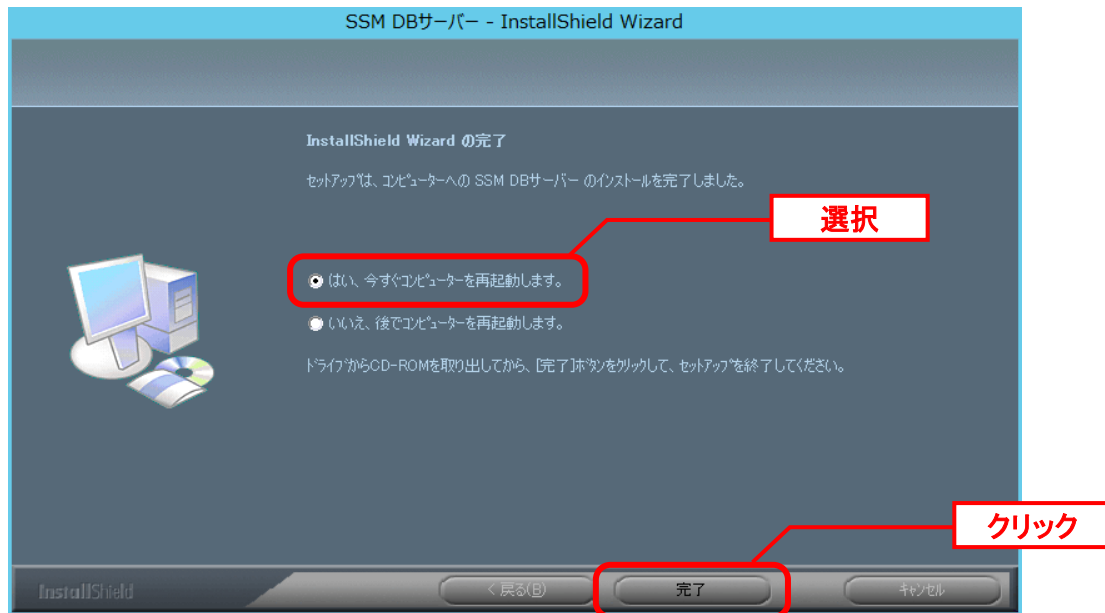 SSM DBサーバー - InstallShield Wizard
InstallShield Wizard の完了
ｾｯﾄｱｯﾌﾟは、ｺﾝﾋﾟｭｰﾀｰへの SSM DBサーバー のｲﾝｽﾄｰﾙを完了しました。
選択
はい、今すぐｺﾝﾋﾟｭｰﾀｰを再起動します。
いいえ、後でｺﾝﾋﾟｭｰﾀｰを再起動します。
ﾄﾞﾗｲﾌﾞからCD-ROMを取り出してから、[完了]ﾎﾞﾀﾝをｸﾘｯｸして、ｾｯﾄｱｯﾌﾟを終了してください。
クリック
InstallShield
< 戻る(B)
完了
ｷｬﾝｾﾙ